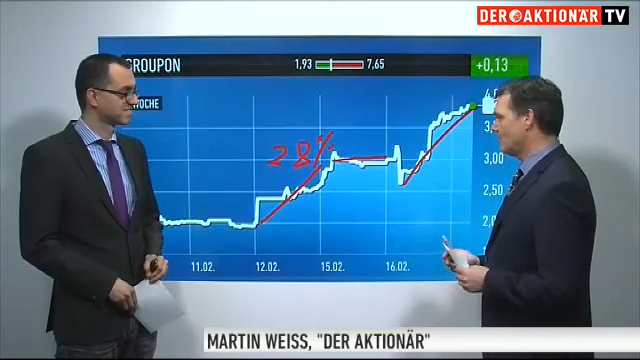 DER AKTIONÄR TV
GROUPON 1,93 7,65 +0,13
WOCHE
28%
3,00
2,50
11.02. 12.02. 15.02. 16.02.
MARTIN WEISS, "DER AKTIONÄR"